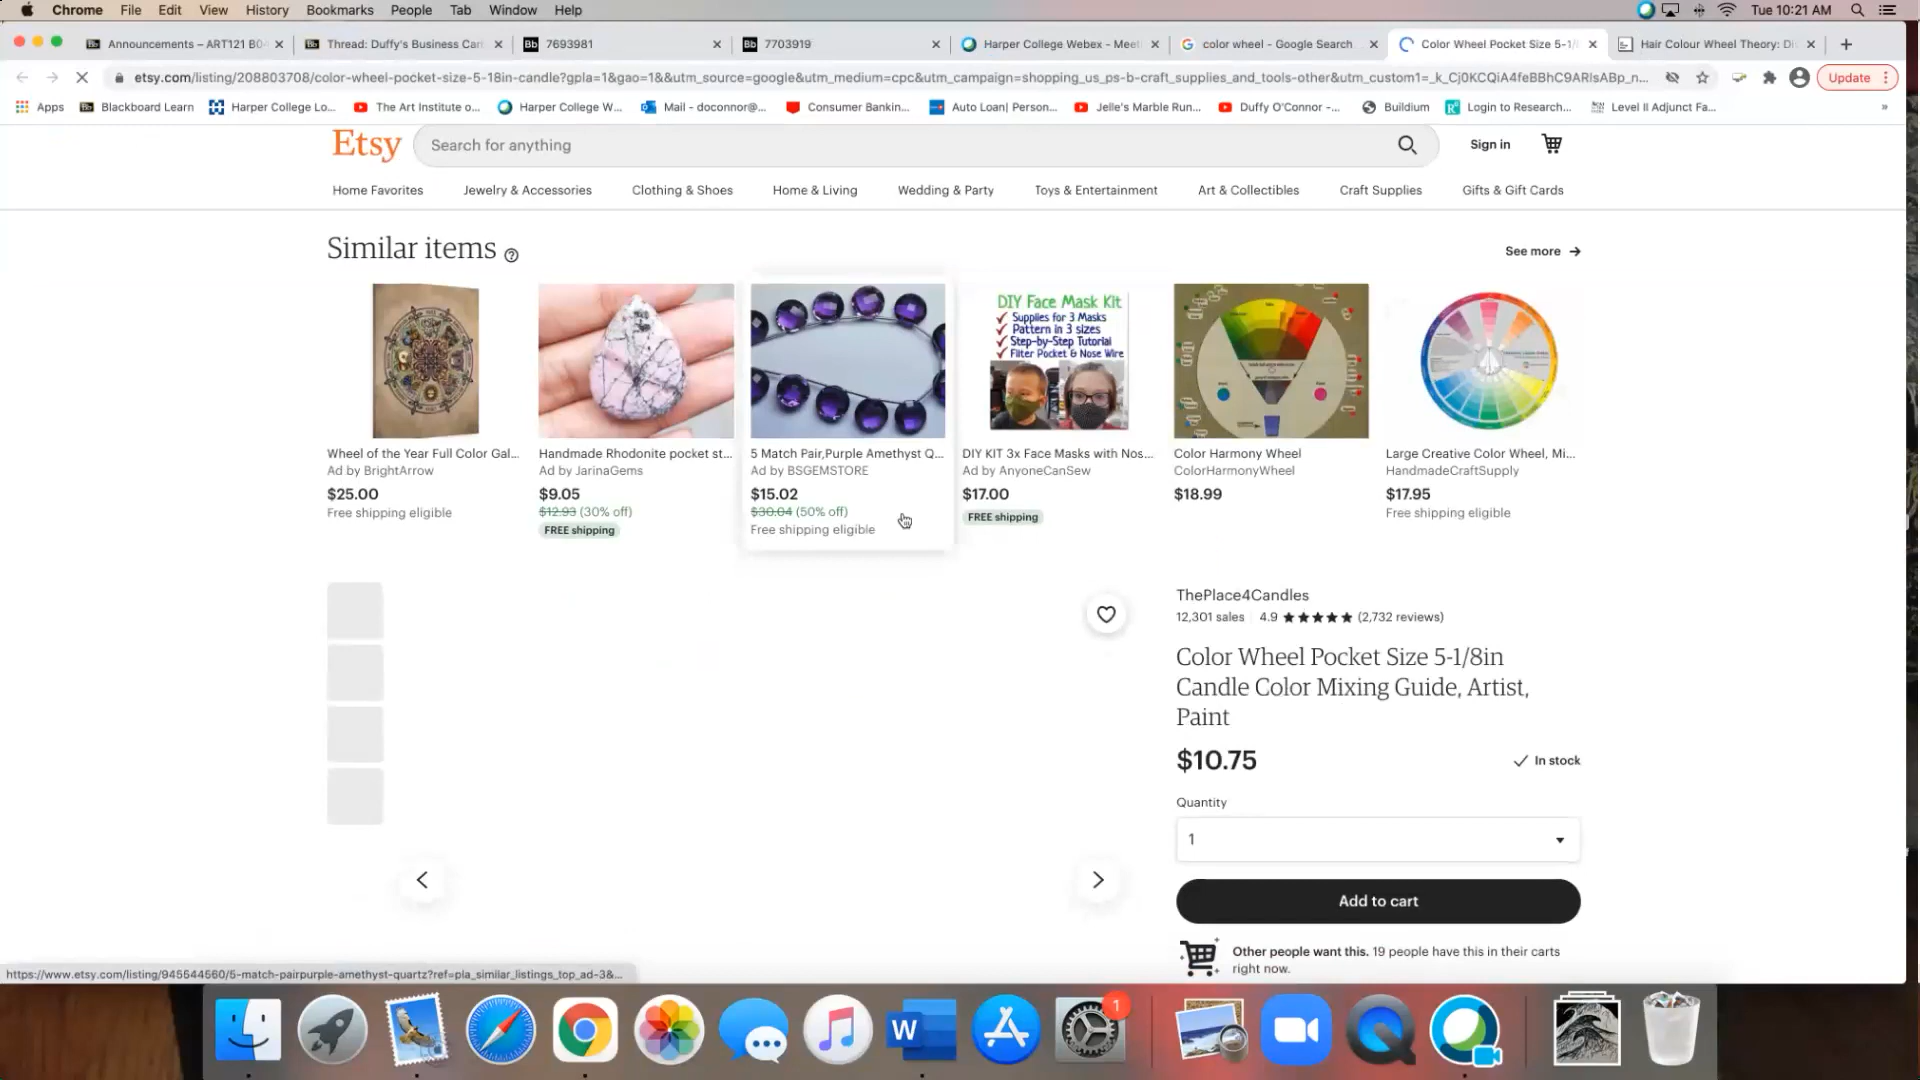 Chrome File Edit View History Bookmarks People Tab Window Help Tue 10:21 AM
Announcements – ART121 B0 Thread: Duffy's Business Car Bb 7693981 Bb 7703919 Harper College Webex - Meet color wheel - Google Search Color Wheel Pocket Size 5-1/ Hair Colour Wheel Theory: Di
etsy.com/listing/208803708/color-wheel-pocket-size-5-18in-candle?gpla=1&gao=1&&utm_source=google&utm_medium=cpc&utm_campaign=shopping_us_ps-b-craft_supplies_and_tools-other&utm_custom1=_k_Cj0KCQiA4feBBhC9ARIsABp_n... Update
Apps Blackboard Learn Harper College Lo... The Art Institute o... Harper College W... Mail - doconnor@... Consumer Bankin... Auto Loan| Person... Jelle's Marble Run... Duffy O'Connor -... Buildium Login to Research... Level II Adjunct Fa... »
Etsy Search for anything Sign in
Home Favorites Jewelry & Accessories Clothing & Shoes Home & Living Wedding & Party Toys & Entertainment Art & Collectibles Craft Supplies Gifts & Gift Cards
Similar items ? See more →
DIY Face Mask Kit
Supplies for 3 Masks
Pattern in 3 sizes
Step-by-Step Tutorial
Filter Pocket & Nose Wire
Wheel of the Year Full Color Gal... Handmade Rhodonite pocket st... 5 Match Pair,Purple Amethyst Q... DIY KIT 3x Face Masks with Nos... Color Harmony Wheel Large Creative Color Wheel, Mi...
Ad by BrightArrow Ad by JarinaGems Ad by BSGEMSTORE Ad by AnyoneCanSew ColorHarmonyWheel HandmadeCraftSupply
$25.00 $9.05 $15.02 $17.00 $18.99 $17.95
Free shipping eligible $12.93 (30% off) $30.04 (50% off) FREE shipping Free shipping eligible
FREE shipping Free shipping eligible
ThePlace4Candles
12,301 sales 4.9 ★★★★★ (2,732 reviews)
Color Wheel Pocket Size 5-1/8in
Candle Color Mixing Guide, Artist,
Paint
$10.75 In stock
Quantity
1
Add to cart
Other people want this. 19 people have this in their carts
right now.
https://www.etsy.com/listing/945544560/5-match-pairpurple-amethyst-quartz?ref=pla_similar_listings_top_ad-3&...
W
1